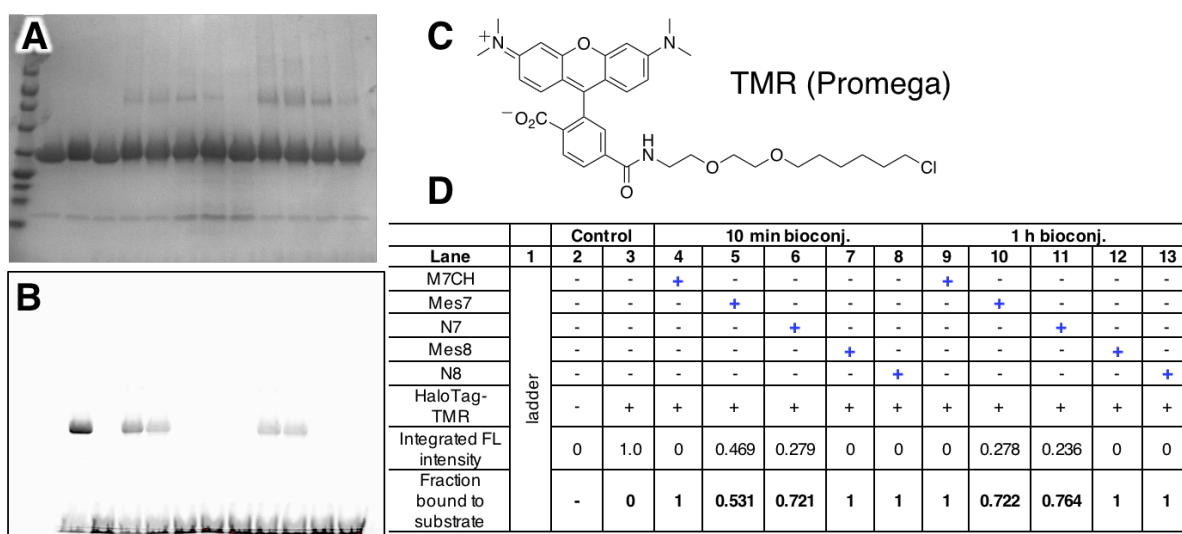 A
B
C
N
+
O
N
−O2C
H
N
O
O
O
Cl
TMR (Promega)
D
Control 10 min bioconj. 1 h bioconj.
Lane 1 2 3 4 5 6 7 8 9 10 11 12 13
ladder
M7CH - - + - - - - + - - - -
Mes7 - - - + - - - - + - - -
N7 - - - - + - - - - + - -
Mes8 - - - - - + - - - - + -
N8 - - - - - - + - - - - +
HaloTag-
TMR - + + + + + + + + + + +
Integrated FL
intensity 0 1.0 0 0.469 0.279 0 0 0 0.278 0.236 0 0
Fraction
bound to
substrate - 0 1 0.531 0.721 1 1 1 0.722 0.764 1 1